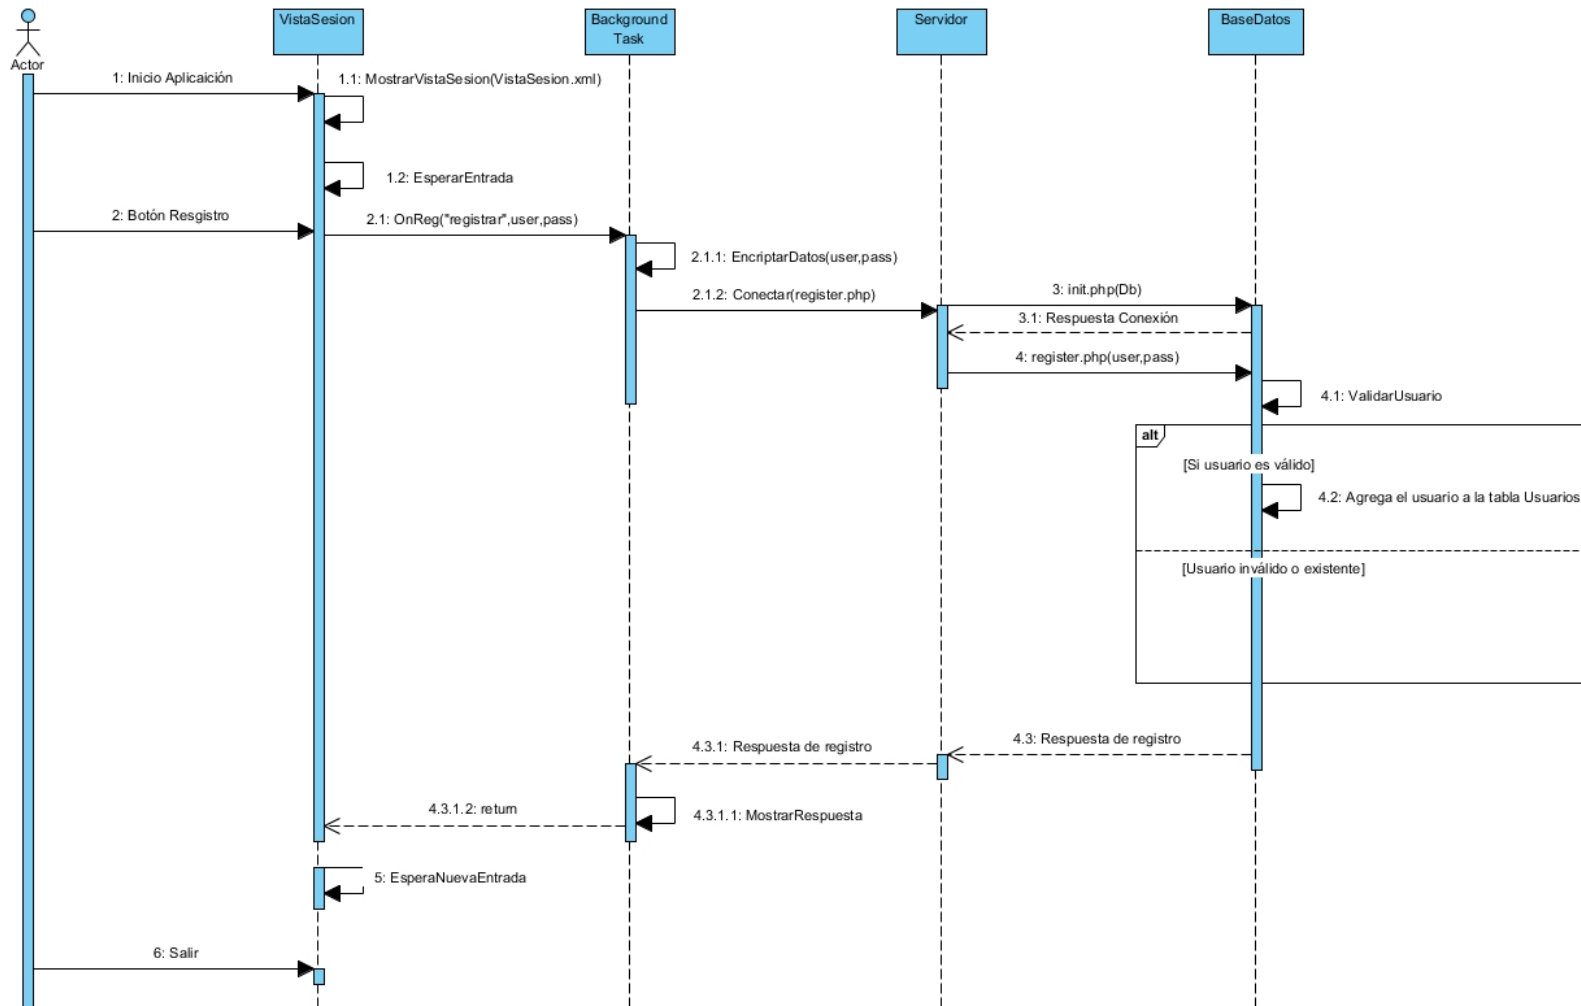 VistaSesion
Background
Task
Servidor
BaseDatos
Actor
1: Inicio Aplicaición
1.1: MostrarVistaSesion(VistaSesion.xml)
1.2: EsperarEntrada
2: Botón Resgistro
2.1: OnReg("registrar",user,pass)
2.1.1: EncriptarDatos(user,pass)
2.1.2: Conectar(register.php)
3: init.php(Db)
3.1: Respuesta Conexión
4: register.php(user,pass)
4.1: ValidarUsuario
alt
[Si usuario es válido]
4.2: Agrega el usuario a la tabla Usuarios
[Usuario inválido o existente]
4.3: Respuesta de registro
4.3.1: Respuesta de registro
4.3.1.2: return
4.3.1.1: MostrarRespuesta
5: EsperaNuevaEntrada
6: Salir